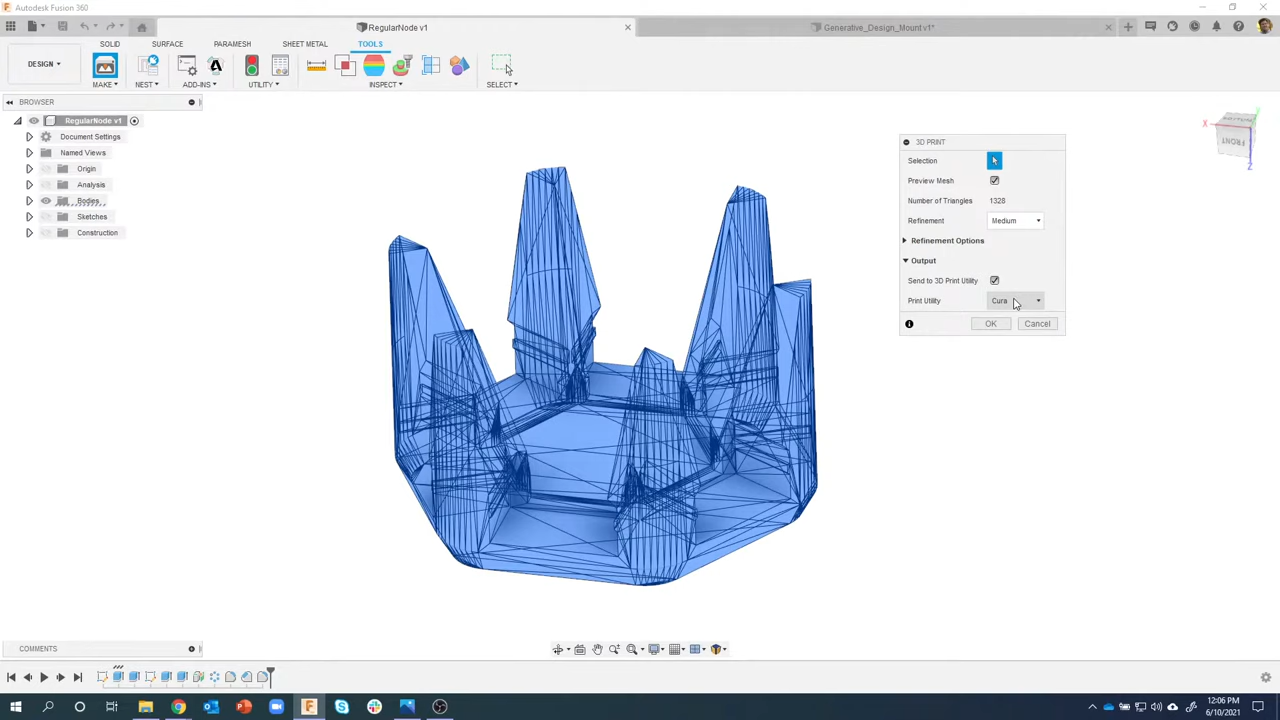 Autodesk Fusion 360
RegularNode v1
Generative_Design_Mount v1*
SOLID
SURFACE
PARAMESH
SHEET METAL
TOOLS
DESIGN
MAKE
NEST
ADD-INS
UTILITY
INSPECT
SELECT
BROWSER
RegularNode v1
Document Settings
Named Views
Origin
Analysis
Bodies
Sketches
Construction
3D PRINT
Selection
Preview Mesh
Number of Triangles 1328
Refinement Medium
Refinement Options
Output
Send to 3D Print Utility
Print Utility Cura
OK Cancel
X
Y
Z
FRONT
COMMENTS
12:06 PM
6/10/2021